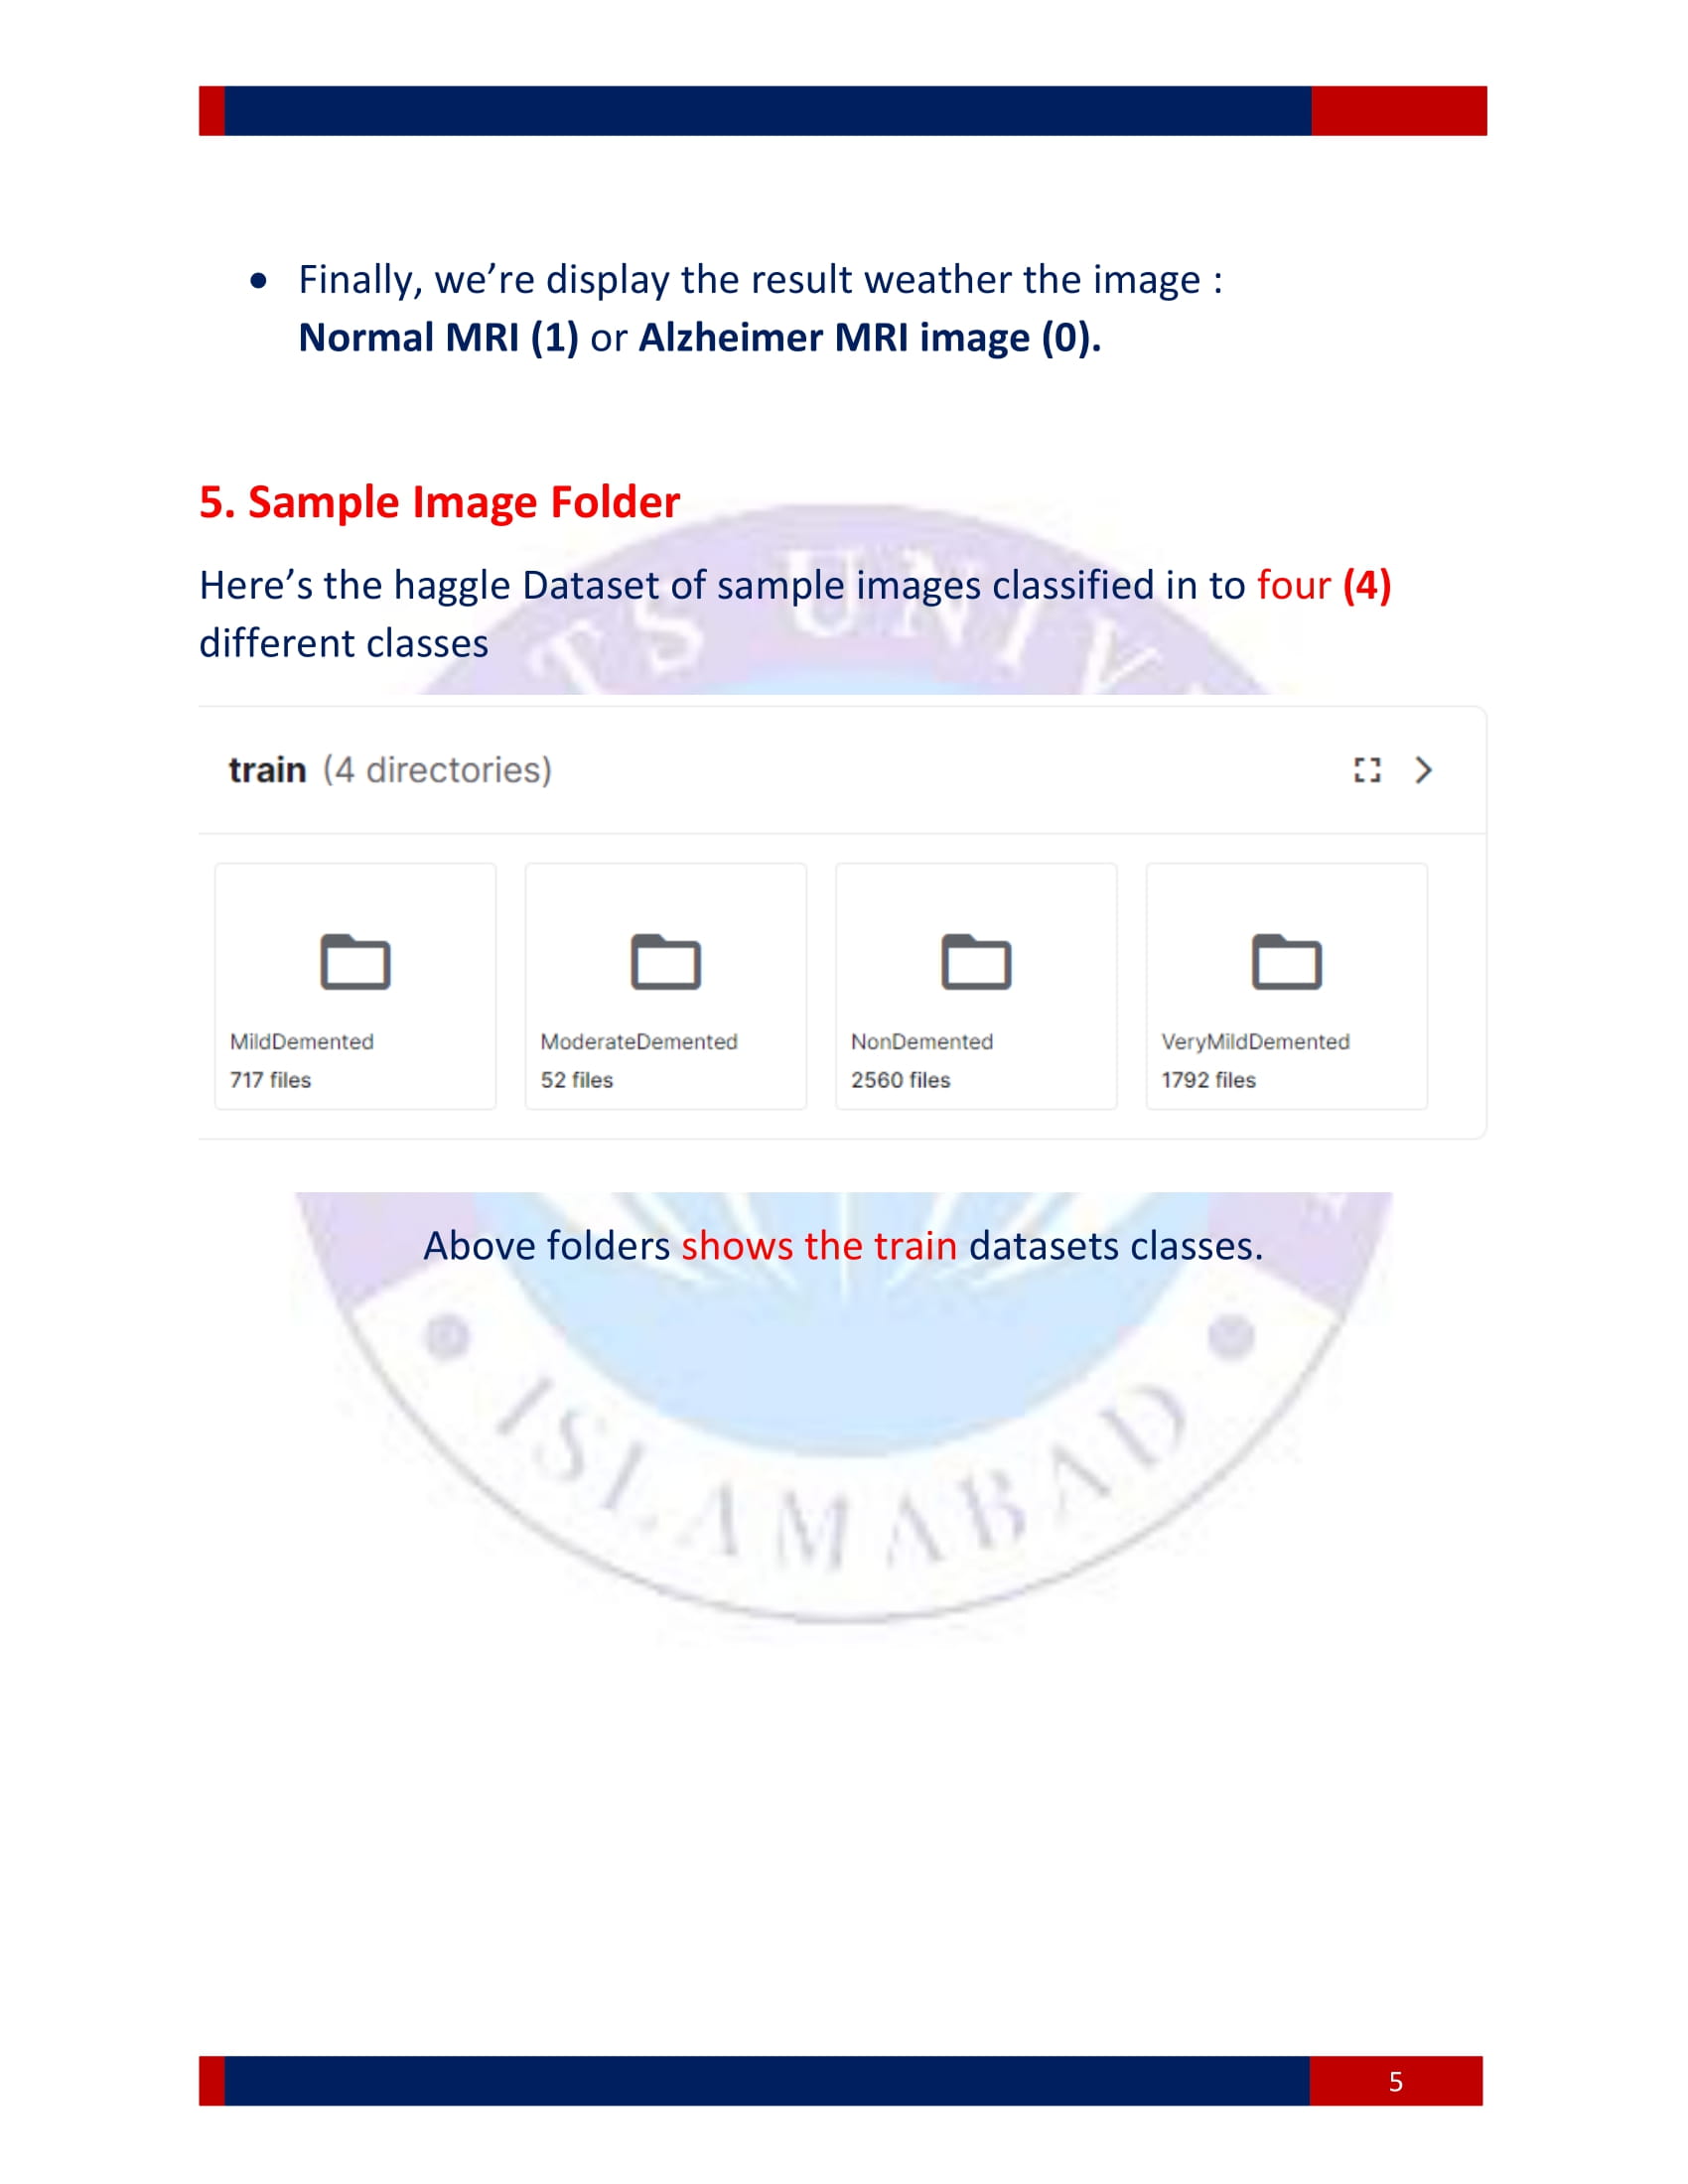 Finally, we’re display the result weather the image :
Normal MRI (1) or Alzheimer MRI image (0).
5. Sample Image Folder
Here’s the haggle Dataset of sample images classified in to four (4)
different classes
TS UNIV
train (4 directories)
MildDemented
717 files
ModerateDemented
52 files
NonDemented
2560 files
VeryMildDemented
1792 files
Above folders shows the train datasets classes.
ISLAMABAD
5